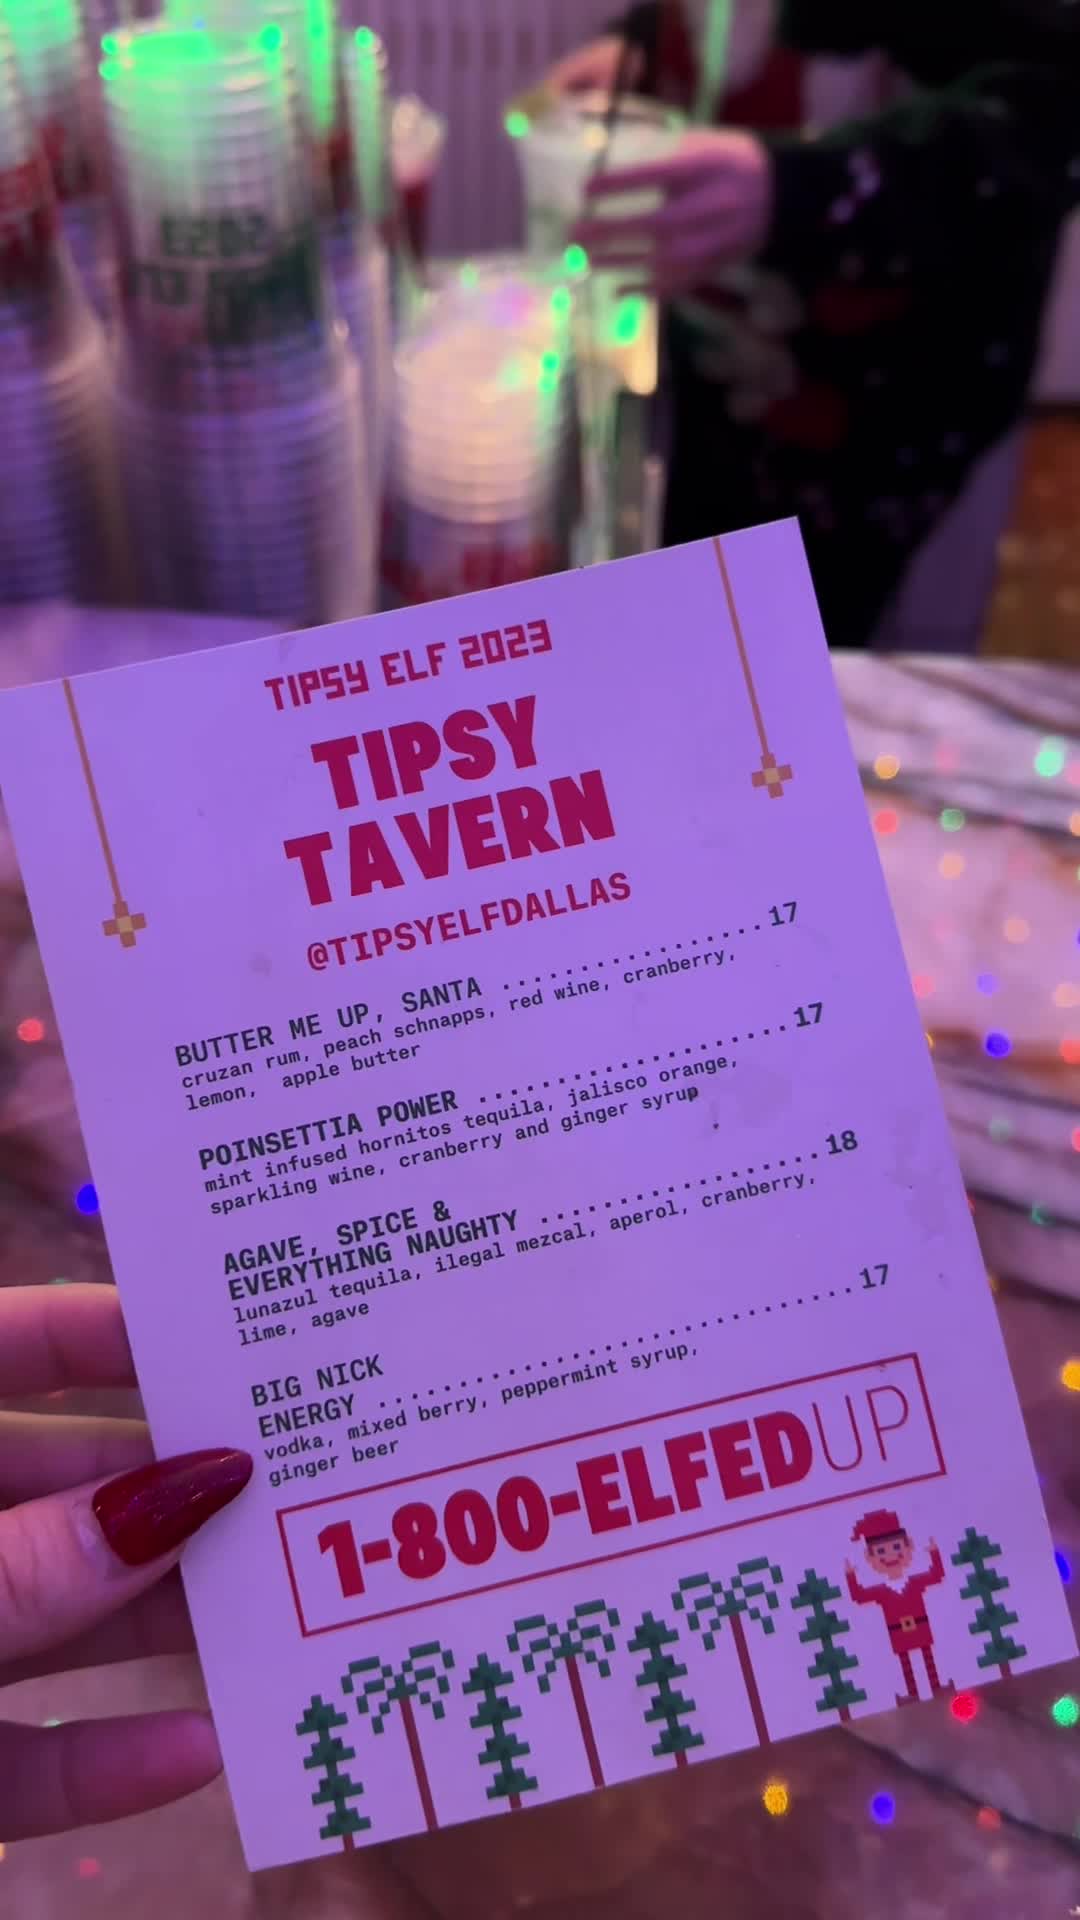 TIPSY ELF 2023
TIPSY
TAVERN
@TIPSYELFDALLAS
BUTTER ME UP, SANTA .................17
cruzan rum, peach schnapps, red wine, cranberry,
lemon, apple butter
POINSETTIA POWER ....................17
mint infused hornitos tequila, jalisco orange,
sparkling wine, cranberry and ginger syrup
AGAVE, SPICE &
EVERYTHING NAUGHTY ..................18
lunazul tequila, ilegal mezcal, aperol, cranberry,
lime, agave
BIG NICK
ENERGY ..............................17
vodka, mixed berry, peppermint syrup,
ginger beer
1-800-ELFEDUP